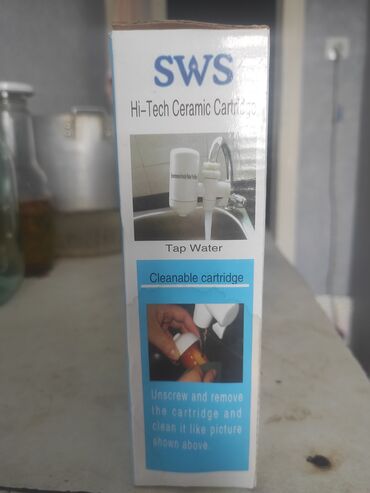 SWS
Hi-Tech Ceramic Cartridge
Tap Water
Cleanable cartridge
Unscrew and remove
the cartridge and
clean it like picture
shown above.